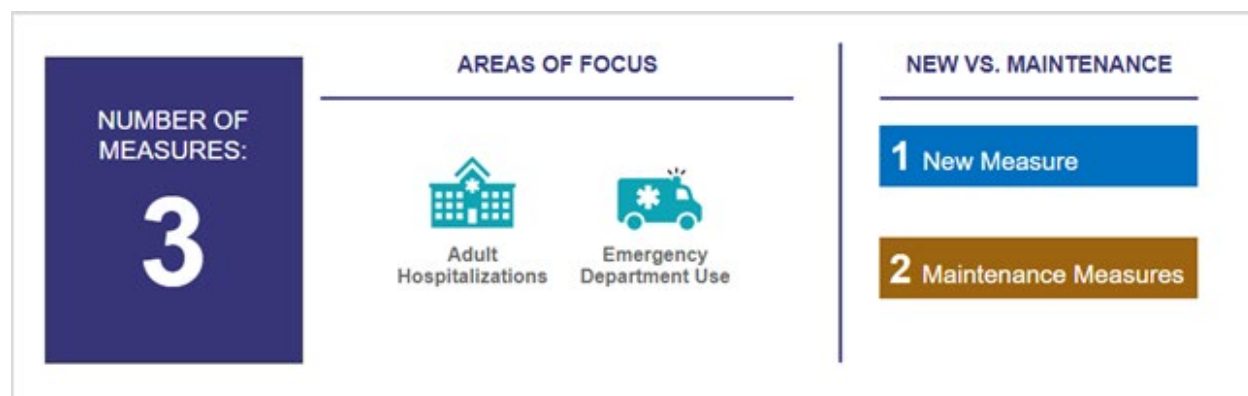 NUMBER OF
MEASURES:
3
AREAS OF FOCUS
Adult
Hospitalizations
Emergency
Department Use
NEW VS. MAINTENANCE
1 New Measure
2 Maintenance Measures